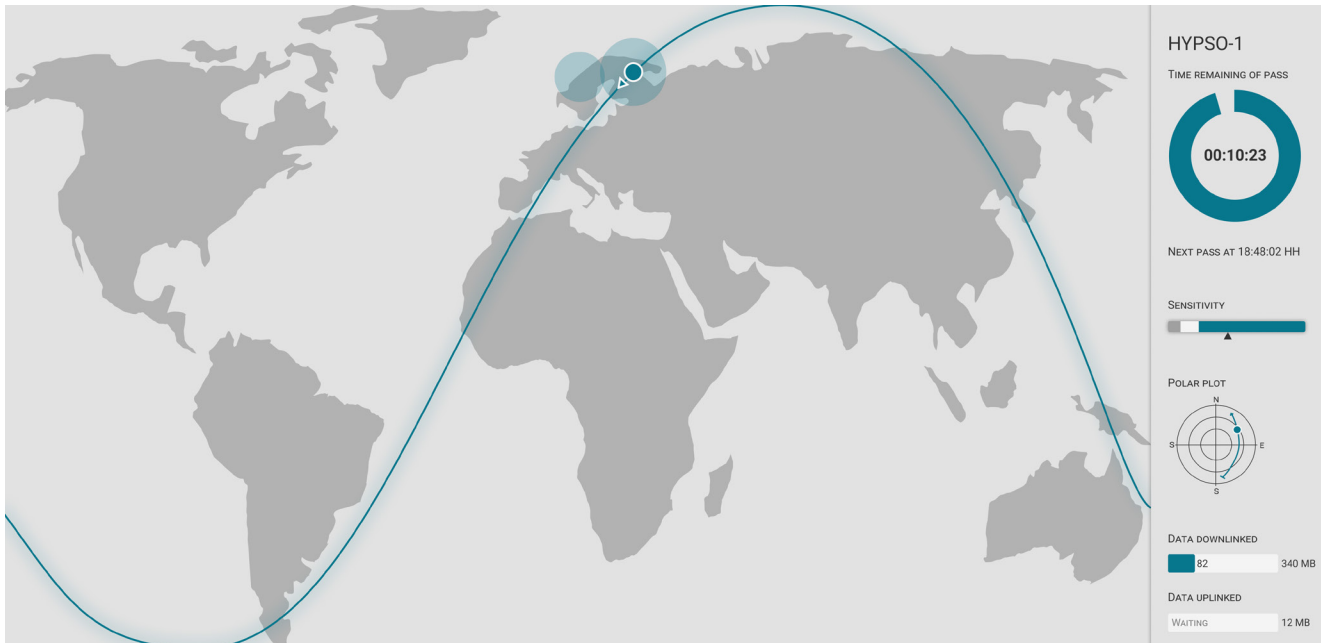 HYPSO-1
TIME REMAINING OF PASS
00:10:23
NEXT PASS AT 18:48:02 HH
SENSITIVITY
POLAR PLOT
N
S
E
S
DATA DOWNLINKED
82 340 MB
DATA UPLINKED
WAITING 12 MB